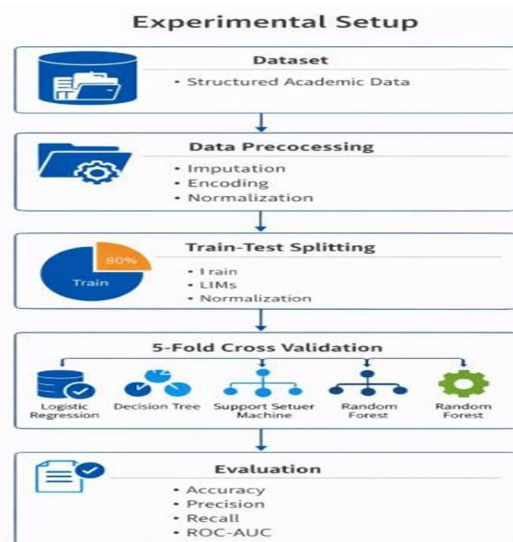 Experimental Setup
Dataset
• Structured Academic Data
Data Precocessing
• Imputation
• Encoding
• Normalization
Train-Test Splitting
80%
Train
• Irain
• LIMs
• Normalization
5-Fold Cross Validation
Logistic Regression
Decision Tree
Support Setuer Machine
Random Forest
Random Forest
Evaluation
• Accuracy
• Precision
• Recall
• ROC-AUC